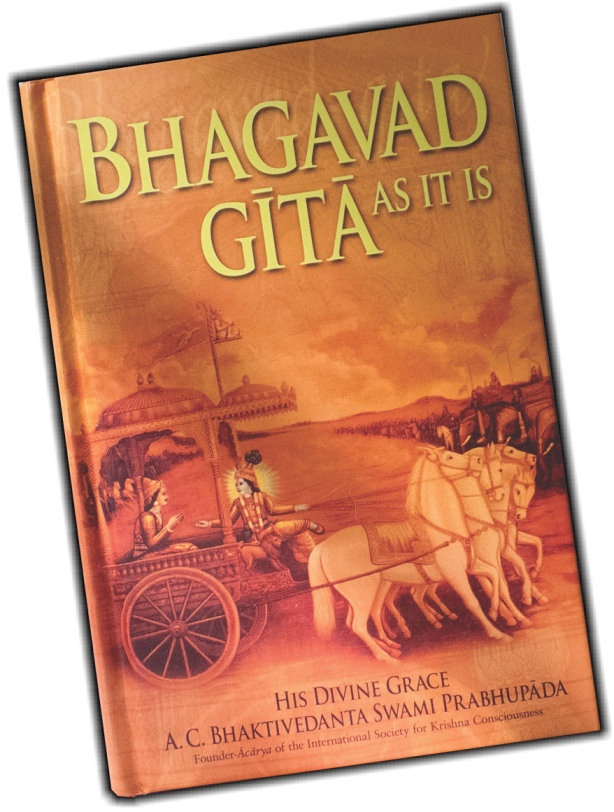 BHAGAVAD
GĪTĀ AS IT IS
HIS DIVINE GRACE
A. C. BHAKTIVEDANTA SWAMI PRABHUPĀDA
Founder-Ācārya of the International Society for Krishna Consciousness